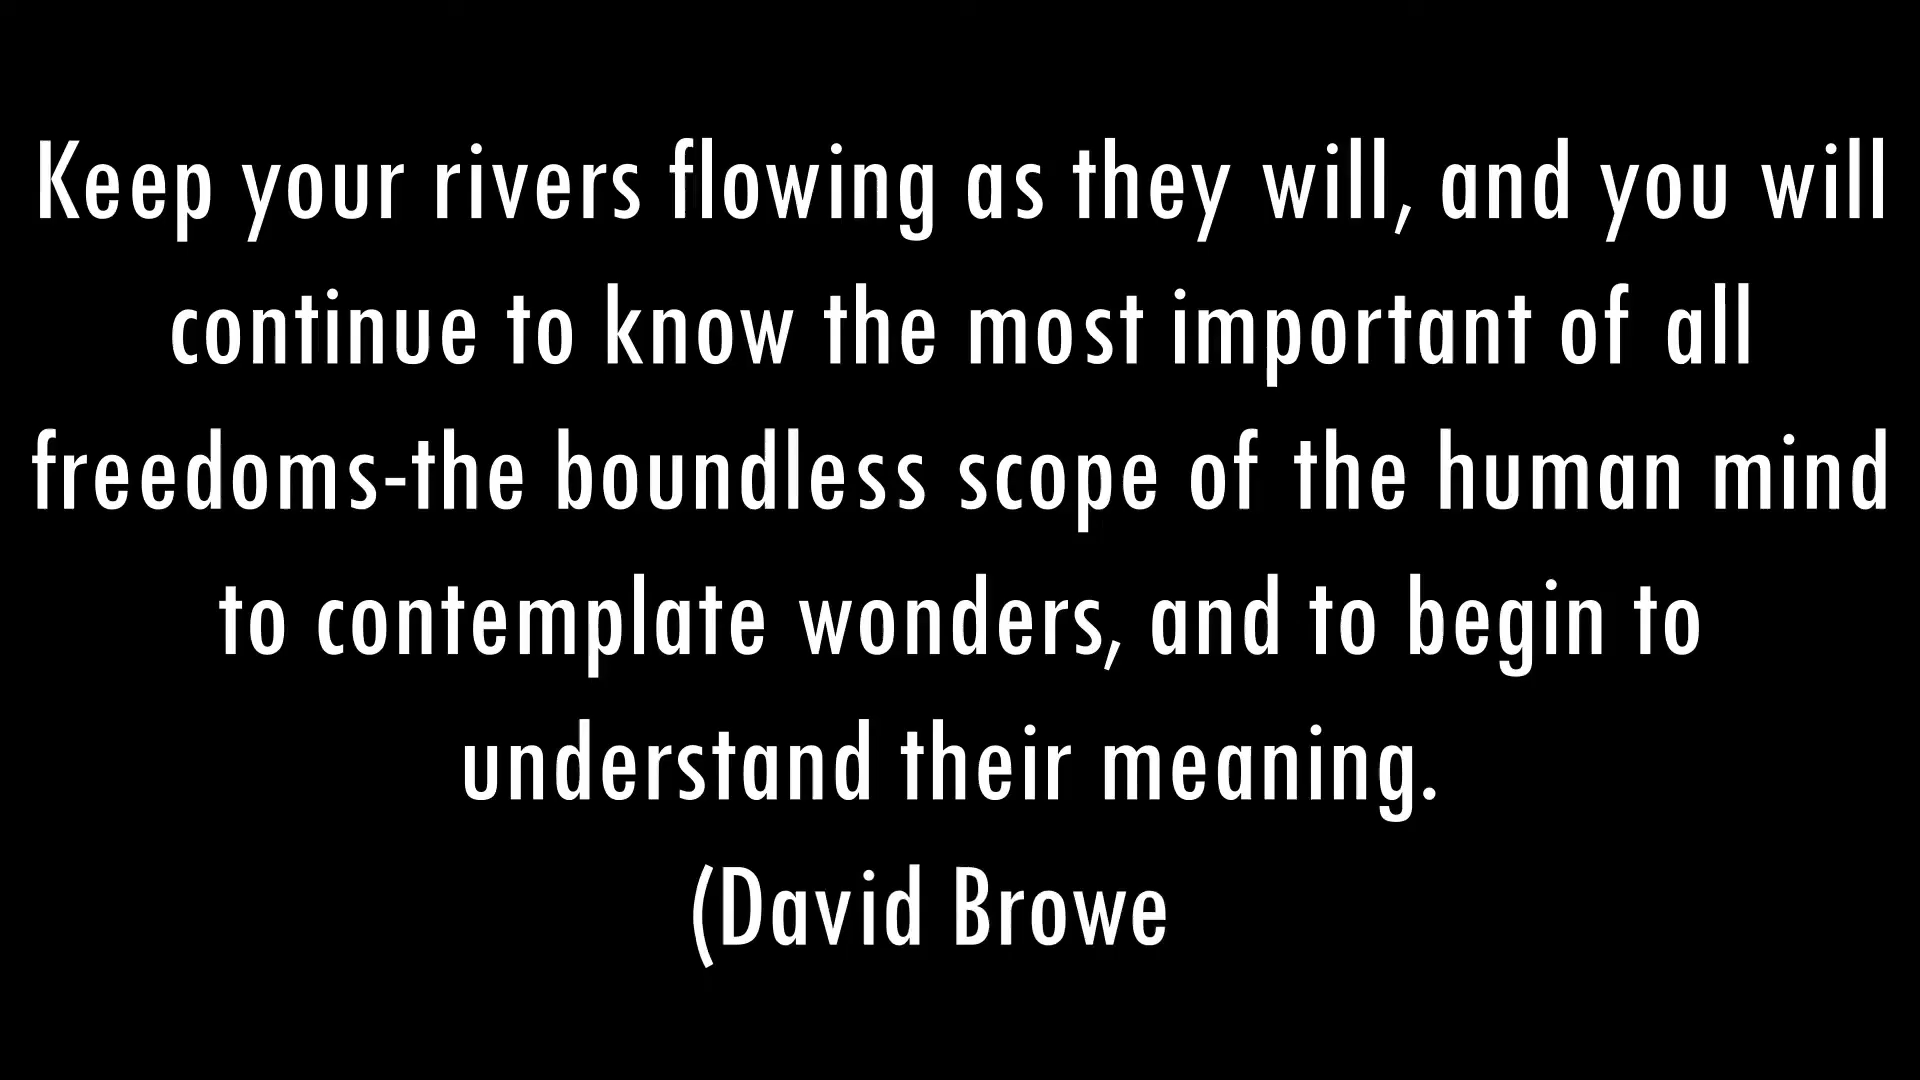 Keep your rivers flowing as they will, and you will
continue to know the most important of all
freedoms-the boundless scope of the human mind
to contemplate wonders, and to begin to
understand their meaning.
(David Browe